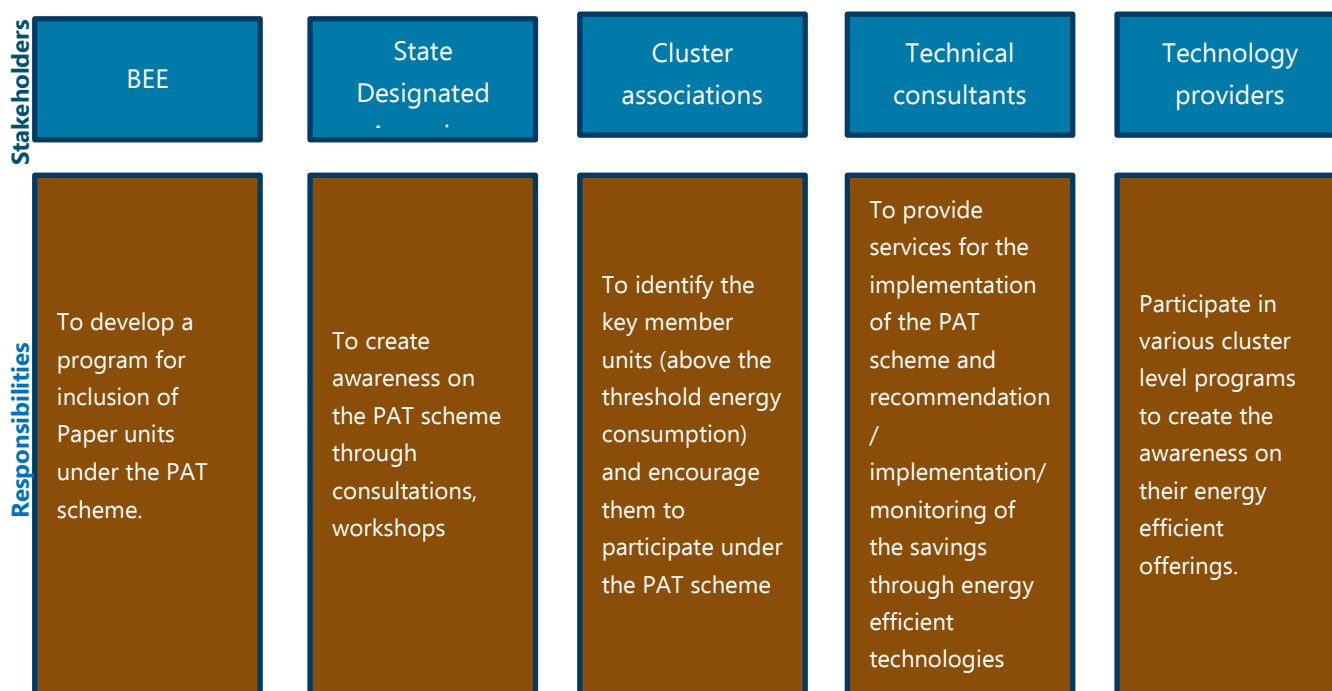 Stakeholders
BEE
State
Designated
Cluster
associations
Technical
consultants
Technology
providers
Responsibilities
To develop a
program for
inclusion of
Paper units
under the PAT
scheme.
To create
awareness on
the PAT scheme
through
consultations,
workshops
To identify the
key member
units (above the
threshold energy
consumption)
and encourage
them to
participate under
the PAT scheme
To provide
services for the
implementation
of the PAT
scheme and
recommendation
/
implementation/
monitoring of
the savings
through energy
efficient
technologies
Participate in
various cluster
level programs
to create the
awareness on
their energy
efficient
offerings.